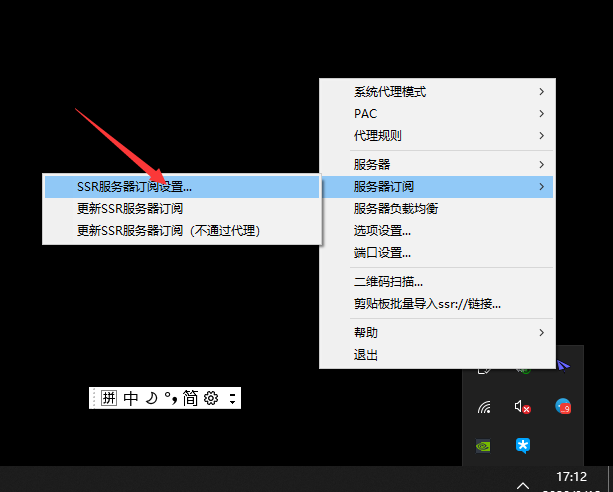 系统代理模式
PAC
代理规则
服务器
服务器订阅
服务器负载均衡
选项设置...
端口设置...
二维码扫描...
剪贴板批量导入ssr://链接...
帮助
退出
SSR服务器订阅设置...
更新SSR服务器订阅
更新SSR服务器订阅（不通过代理）
拼 中 简
9
17:12